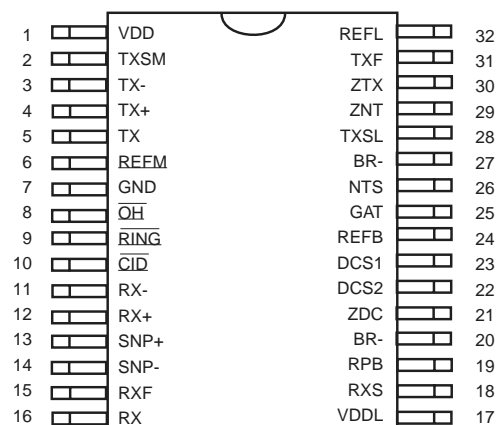 1 VDD REFL 32
2 TXSM TXF 31
3 TX- ZTX 30
4 TX+ ZNT 29
5 TX TXSL 28
6 REFM BR- 27
7 GND NTS 26
8 OH GAT 25
9 RING REFB 24
10 CID DCS1 23
11 RX- DCS2 22
12 RX+ ZDC 21
13 SNP+ BR- 20
14 SNP- RPB 19
15 RXF RXS 18
16 RX VDDL 17